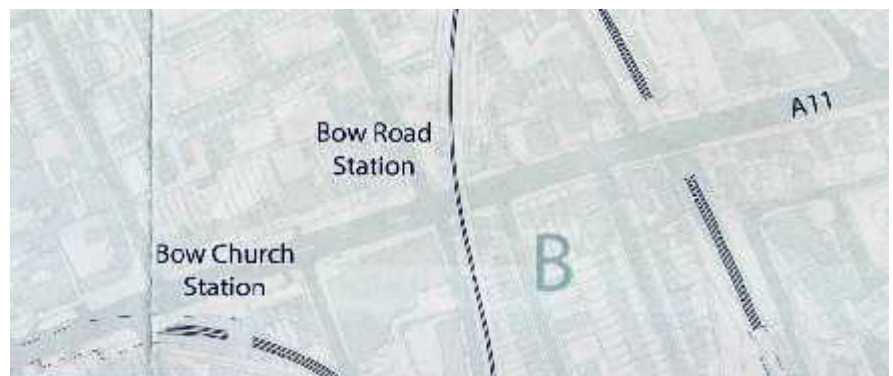 A11
Bow Road
Station
Bow Church
Station
B